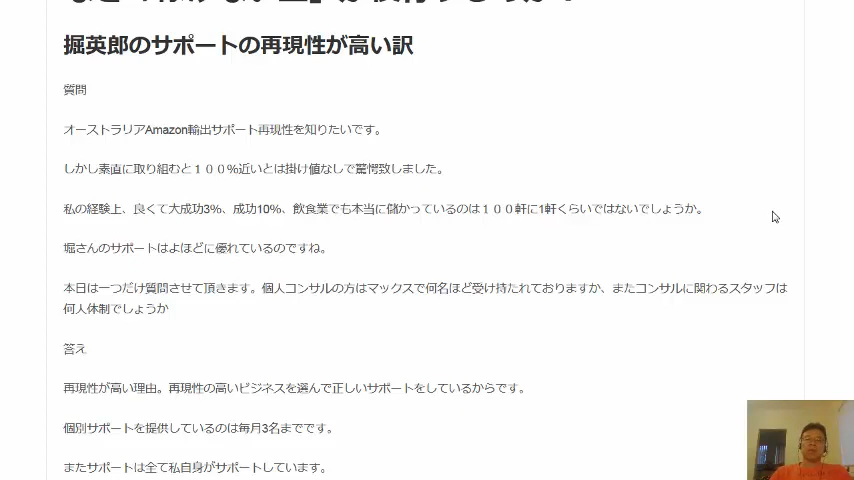 掘英郎のサポートの再現性が高い訳
質問
オーストラリアAmazon輸出サポート再現性を知りたいです。
しかし素直に取り組むと１００％近いとは掛け値なしで驚愕致しました。
私の経験上、良くて大成功3%、成功10%、飲食業でも本当に儲かっているのは１００軒に1軒くらいではないでしょうか。
堀さんのサポートはよほどに優れているのですね。
本日は一つだけ質問させて頂きます。個人コンサルの方はマックスで何名ほど受け持たれておりますか、またコンサルに関わるスタッフは
何人体制でしょうか
答え
再現性が高い理由。再現性の高いビジネスを選んで正しいサポートをしているからです。
個別サポートを提供しているのは毎月3名までです。
またサポートは全て私自身がサポートしています。